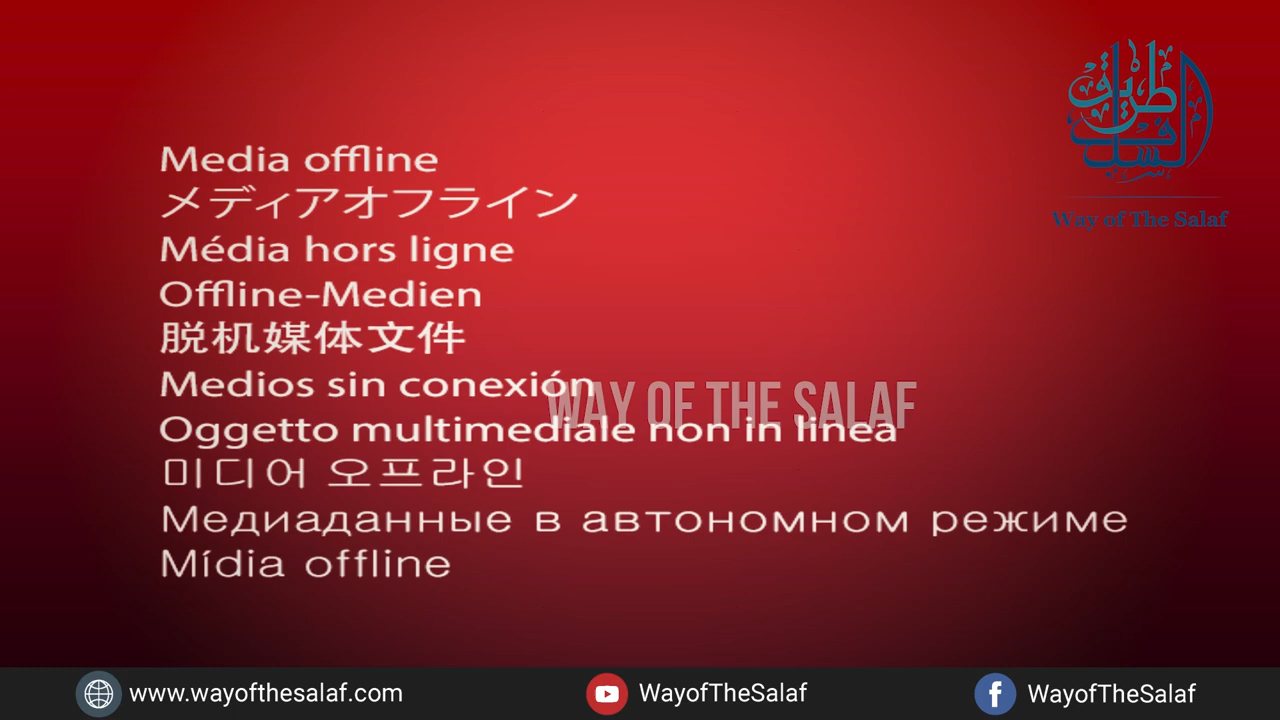 Media offline
メディアオフライン
Média hors ligne
Offline-Medien
脱机媒体文件
Medios sin conexión
Oggetto multimediale non in linea
미디어 오프라인
Медиаданные в автономном режиме
Mídia offline
WAY OF THE SALAF
طريق
السلف
Way of The Salaf
www.wayofthesalaf.com
WayofTheSalaf
WayofTheSalaf